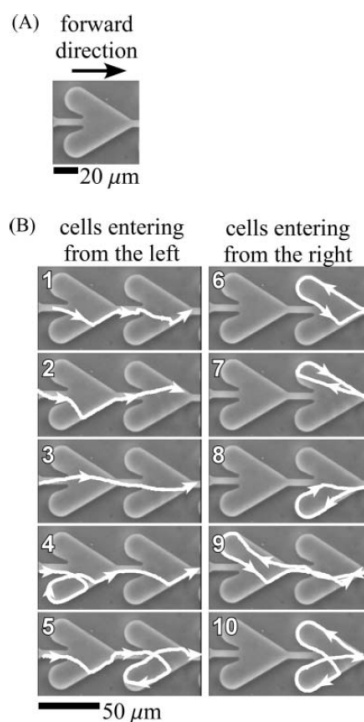 (A) forward
direction
20 μm
(B) cells entering
from the left
cells entering
from the right
1
2
3
4
5
6
7
8
9
10
50 μm